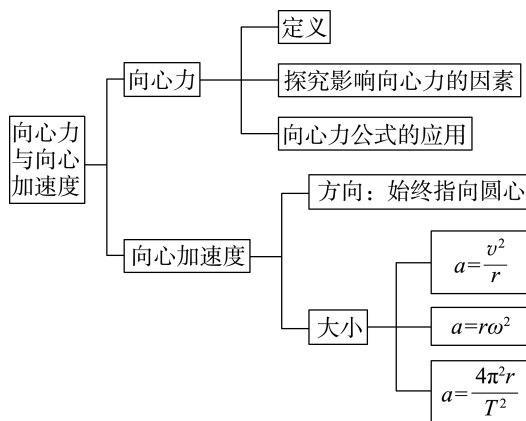 定义
向心力
探究影响向心力的因素
向心力公式的应用
向心力
与向心
加速度
方向：始终指向圆心
向心加速度
大小
a=v²/r
a=rω²
a=4π²r/T²